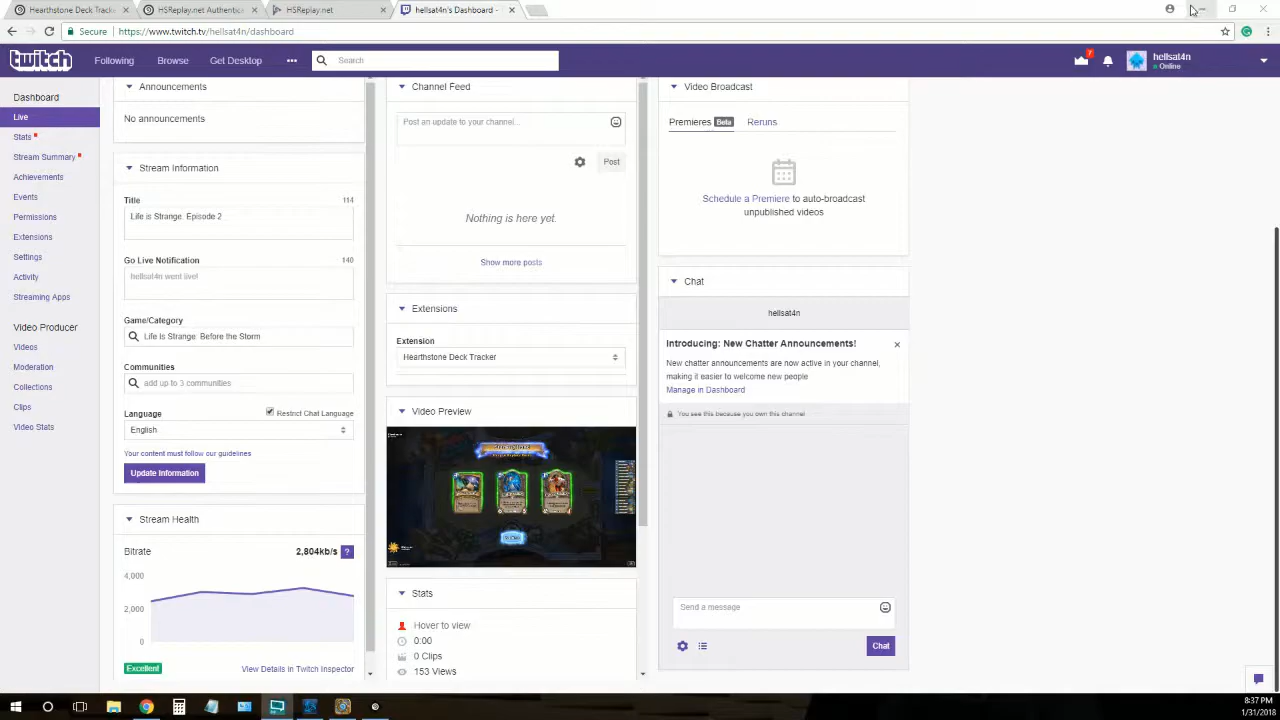 Hearthstone Deck Tracke
HSReplay.net Authentic
HSReplay.net
hellsat4n's Dashboard -
Secure
https://www.twitch.tv/hellsat4n/dashboard
twitch
Following
Browse
Get Desktop
Search
7
hellsat4n
Online
Dashboard
Live
Stats
Stream Summary
Achievements
Events
Permissions
Extensions
Settings
Activity
Streaming Apps
Video Producer
Videos
Moderation
Collections
Clips
Video Stats
Announcements
No announcements
Stream Information
Title
114
Life is Strange: Episode 2
Go Live Notification
140
hellsat4n went live!
Game/Category
Life Is Strange: Before the Storm
Communities
add up to 3 communities
Language
Restrict Chat Language
English
Your content must follow our guidelines
Update Information
Stream Health
Bitrate
2,804kb/s
?
4,000
2,000
0
Excellent
View Details in Twitch Inspector
Channel Feed
Post an update to your channel...
Post
Nothing is here yet.
Show more posts
Extensions
Extension
Hearthstone Deck Tracker
Video Preview
Stats
Hover to view
0:00
0 Clips
153 Views
Video Broadcast
Premieres Beta
Reruns
Schedule a Premiere to auto-broadcast
unpublished videos
Chat
hellsat4n
Introducing: New Chatter Announcements!
New chatter announcements are now active in your channel,
making it easier to welcome new people
Manage in Dashboard
You see this because you own this channel
Send a message
Chat
8:37 PM
1/31/2018